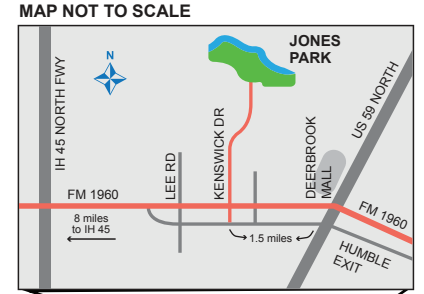 MAP NOT TO SCALE
N
JONES
PARK
IH 45 NORTH FWY
US 59 NORTH
LEE RD
KENSWICK DR
DEERBROOK
MALL
FM 1960
FM 1960
8 miles
to IH 45
1.5 miles
HUMBLE
EXIT